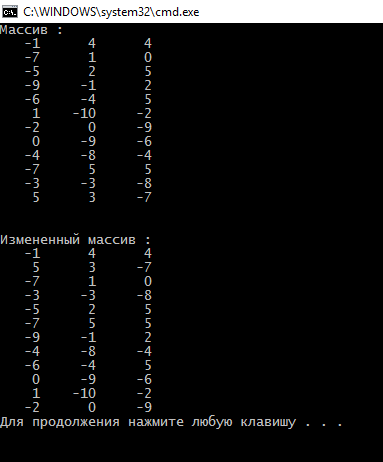 C:\WINDOWS\system32\cmd.exe
Массив :
-1 4 4
-7 1 0
-5 2 5
-9 -1 2
-6 -4 5
1 -10 -2
-2 0 -9
0 -9 -6
-4 -8 -4
-7 5 5
-3 -3 -8
5 3 -7
Измененный массив :
-1 4 4
5 3 -7
-7 1 0
-3 -3 -8
-5 2 5
-7 5 5
-9 -1 2
-4 -8 -4
-6 -4 5
0 -9 -6
1 -10 -2
-2 0 -9
Для продолжения нажмите любую клавишу . . .